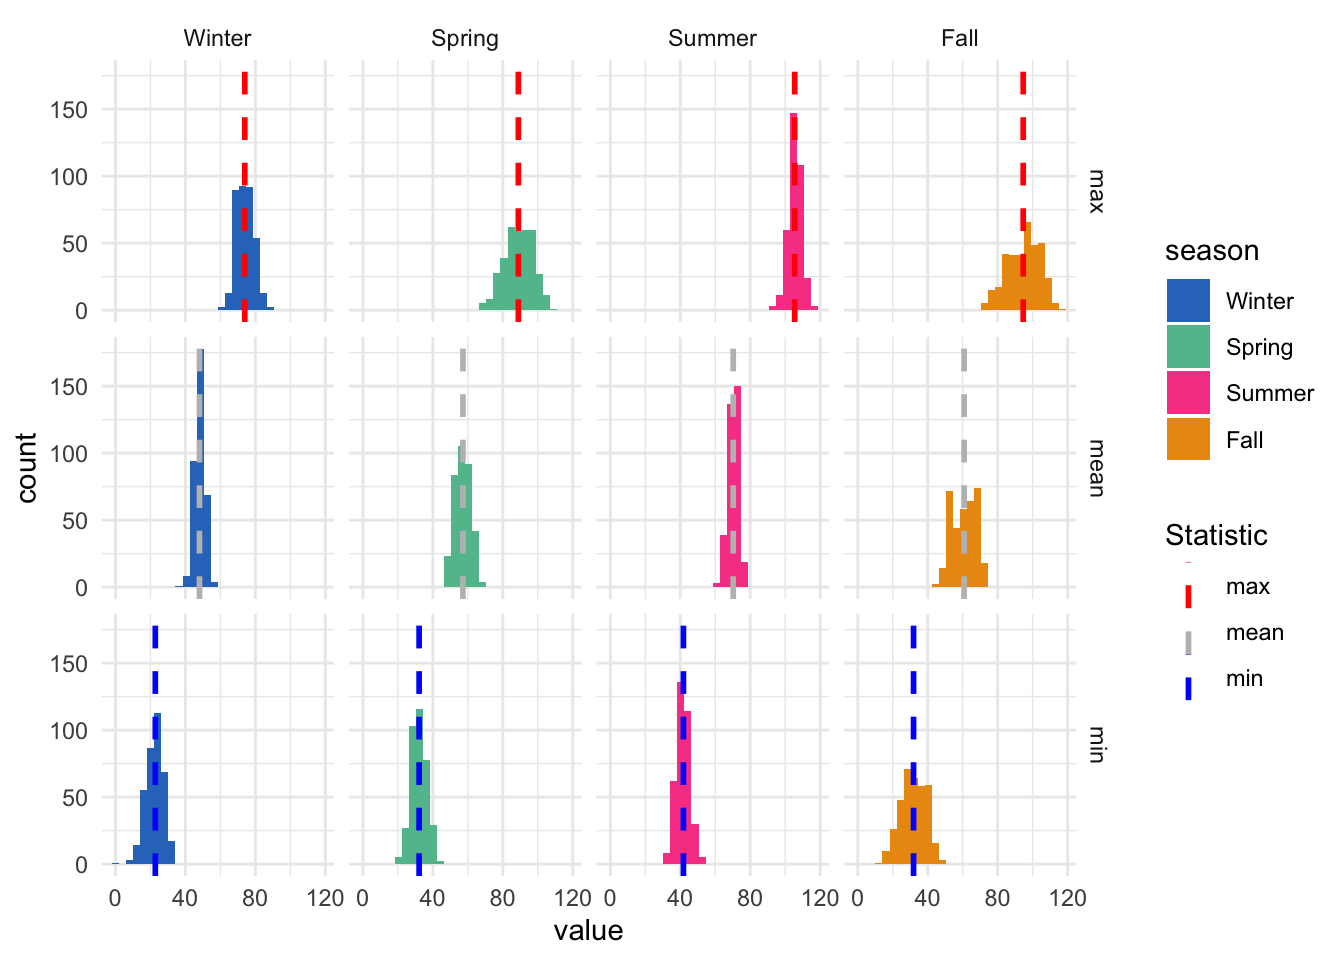 Winter Spring Summer Fall
150
100
50
0
max
150
100
50
0
mean
150
100
50
0
min
0 40 80 120 0 40 80 120 0 40 80 120 0 40 80 120
value
count
season
Winter
Spring
Summer
Fall
Statistic
max
mean
min